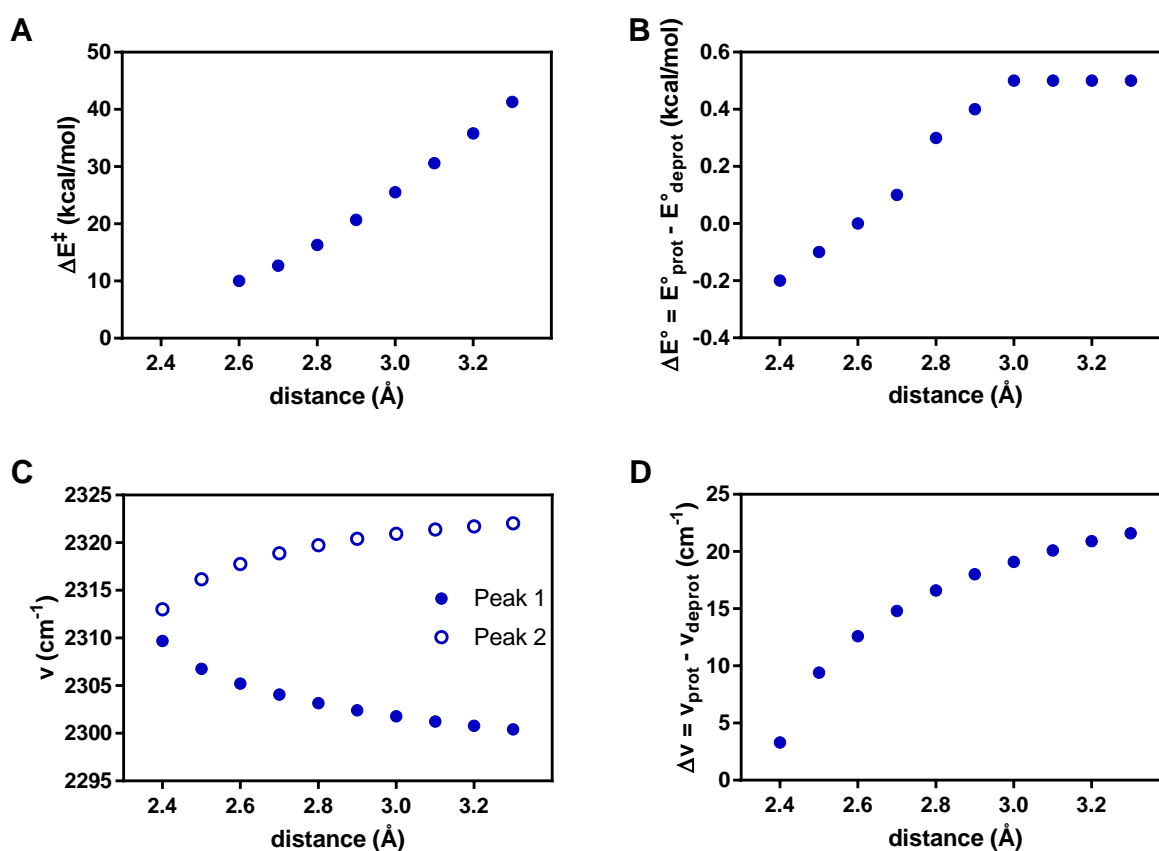 A
50
40
30
20
10
0
ΔE‡ (kcal/mol)
2.4 2.6 2.8 3.0 3.2
distance (Å)
B
0.6
0.4
0.2
0.0
-0.2
-0.4
ΔE° = E°prot - E°deprot (kcal/mol)
2.4 2.6 2.8 3.0 3.2
distance (Å)
C
2325
2320
2315
2310
2305
2300
2295
v (cm-1)
Peak 1
Peak 2
2.4 2.6 2.8 3.0 3.2
distance (Å)
D
25
20
15
10
5
0
Δv = vprot - vdeprot (cm-1)
2.4 2.6 2.8 3.0 3.2
distance (Å)